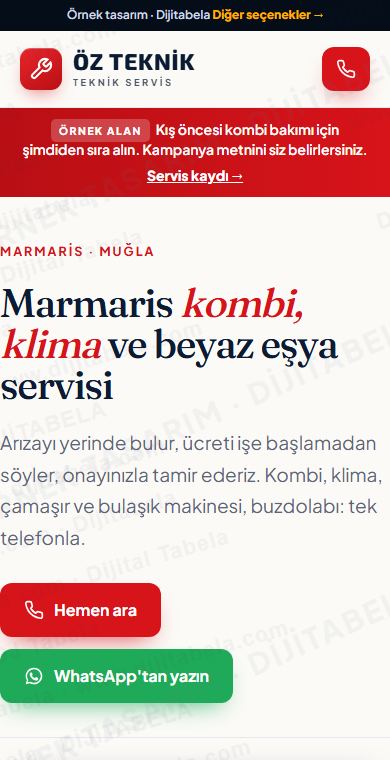 Örnek tasarım · Dijitabela Diğer seçenekler →
ÖZ TEKNİK
TEKNİK SERVİS
ÖRNEK ALAN Kış öncesi kombi bakımı için
şimdiden sıra alın. Kampanya metnini siz belirlersiniz.
Servis kaydı →
MARMARİS · MUĞLA
Marmaris kombi,
klima ve beyaz eşya
servisi
Arızayı yerinde bulur, ücreti işe başlamadan
söyler, onayınızla tamir ederiz. Kombi, klima,
çamaşır ve bulaşık makinesi, buzdolabı: tek
telefonla.
Hemen ara
WhatsApp'tan yazın